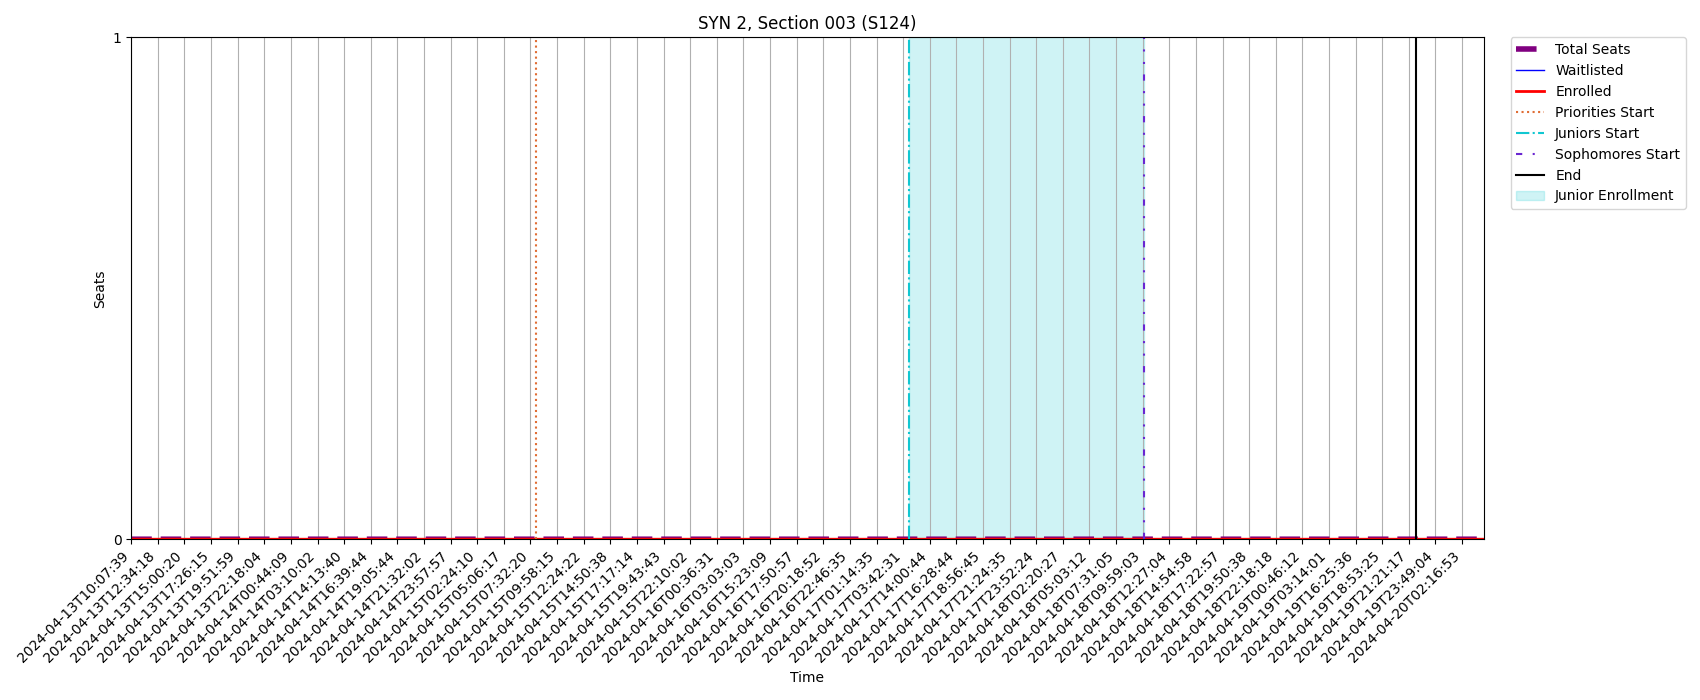 SYN 2, Section 003 (S124)
1
0
Seats
Total Seats
Waitlisted
Enrolled
Priorities Start
Juniors Start
Sophomores Start
End
Junior Enrollment
2024-04-13T10:07:39
2024-04-13T12:34:18
2024-04-13T15:00:20
2024-04-13T17:26:15
2024-04-13T19:51:59
2024-04-13T22:18:04
2024-04-14T00:44:09
2024-04-14T03:10:02
2024-04-14T14:13:40
2024-04-14T16:39:44
2024-04-14T19:05:44
2024-04-14T21:32:02
2024-04-14T23:57:57
2024-04-15T02:24:10
2024-04-15T05:06:17
2024-04-15T07:32:20
2024-04-15T09:58:15
2024-04-15T12:24:22
2024-04-15T14:50:38
2024-04-15T17:17:14
2024-04-15T19:43:43
2024-04-15T22:10:02
2024-04-16T00:36:31
2024-04-16T03:03:03
2024-04-16T15:23:09
2024-04-16T17:50:57
2024-04-16T20:18:52
2024-04-16T22:46:35
2024-04-17T01:14:35
2024-04-17T03:42:31
2024-04-17T14:00:44
2024-04-17T16:28:44
2024-04-17T18:56:45
2024-04-17T21:24:35
2024-04-17T23:52:24
2024-04-18T02:20:27
2024-04-18T05:03:12
2024-04-18T07:31:05
2024-04-18T09:59:03
2024-04-18T12:27:04
2024-04-18T14:54:58
2024-04-18T17:22:57
2024-04-18T19:50:38
2024-04-18T22:18:18
2024-04-19T00:46:12
2024-04-19T03:14:01
2024-04-19T16:25:36
2024-04-19T18:53:25
2024-04-19T21:21:17
2024-04-19T23:49:04
2024-04-20T02:16:53
Time